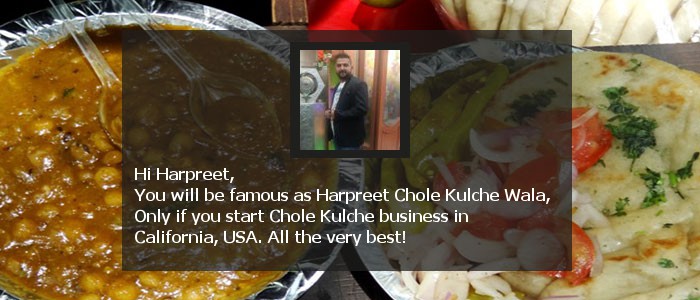 Hi Harpreet,
You will be famous as Harpreet Chole Kulche Wala,
Only if you start Chole Kulche business in
California, USA. All the very best!